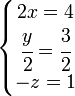 2x = 4
y/2 = 3/2
-z = 1